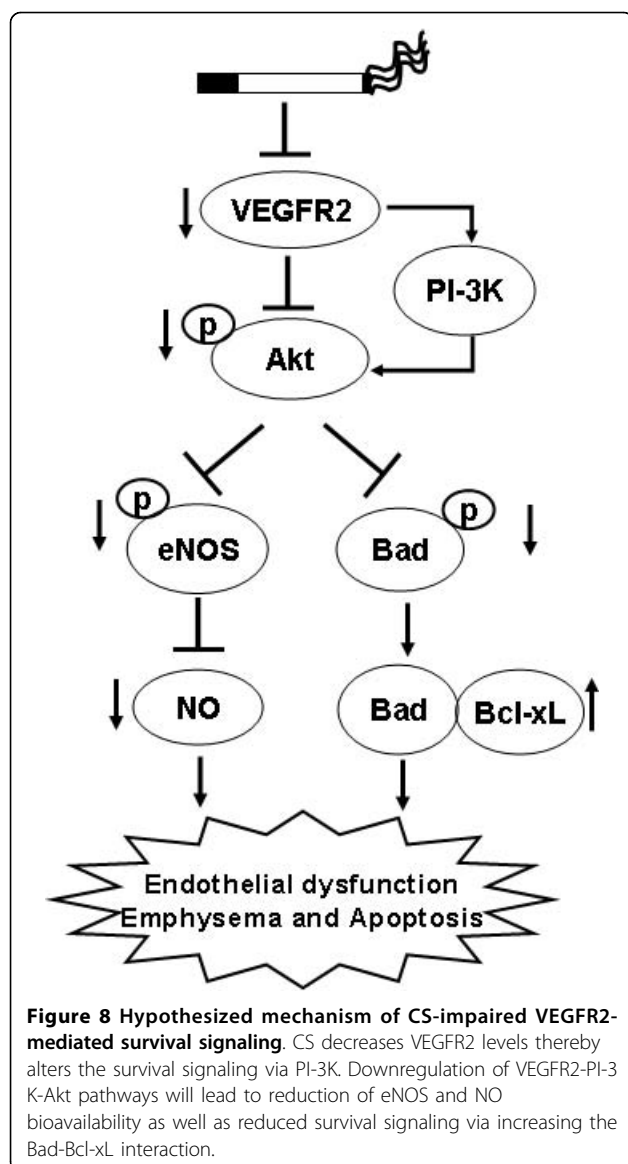 VEGFR2
PI-3K
p
Akt
p
eNOS
p
Bad
NO
Bad
Bcl-xL
Endothelial dysfunction
Emphysema and Apoptosis
Figure 8 Hypothesized mechanism of CS-impaired VEGFR2-
mediated survival signaling. CS decreases VEGFR2 levels thereby
alters the survival signaling via PI-3K. Downregulation of VEGFR2-PI-3
K-Akt pathways will lead to reduction of eNOS and NO
bioavailability as well as reduced survival signaling via increasing the
Bad-Bcl-xL interaction.